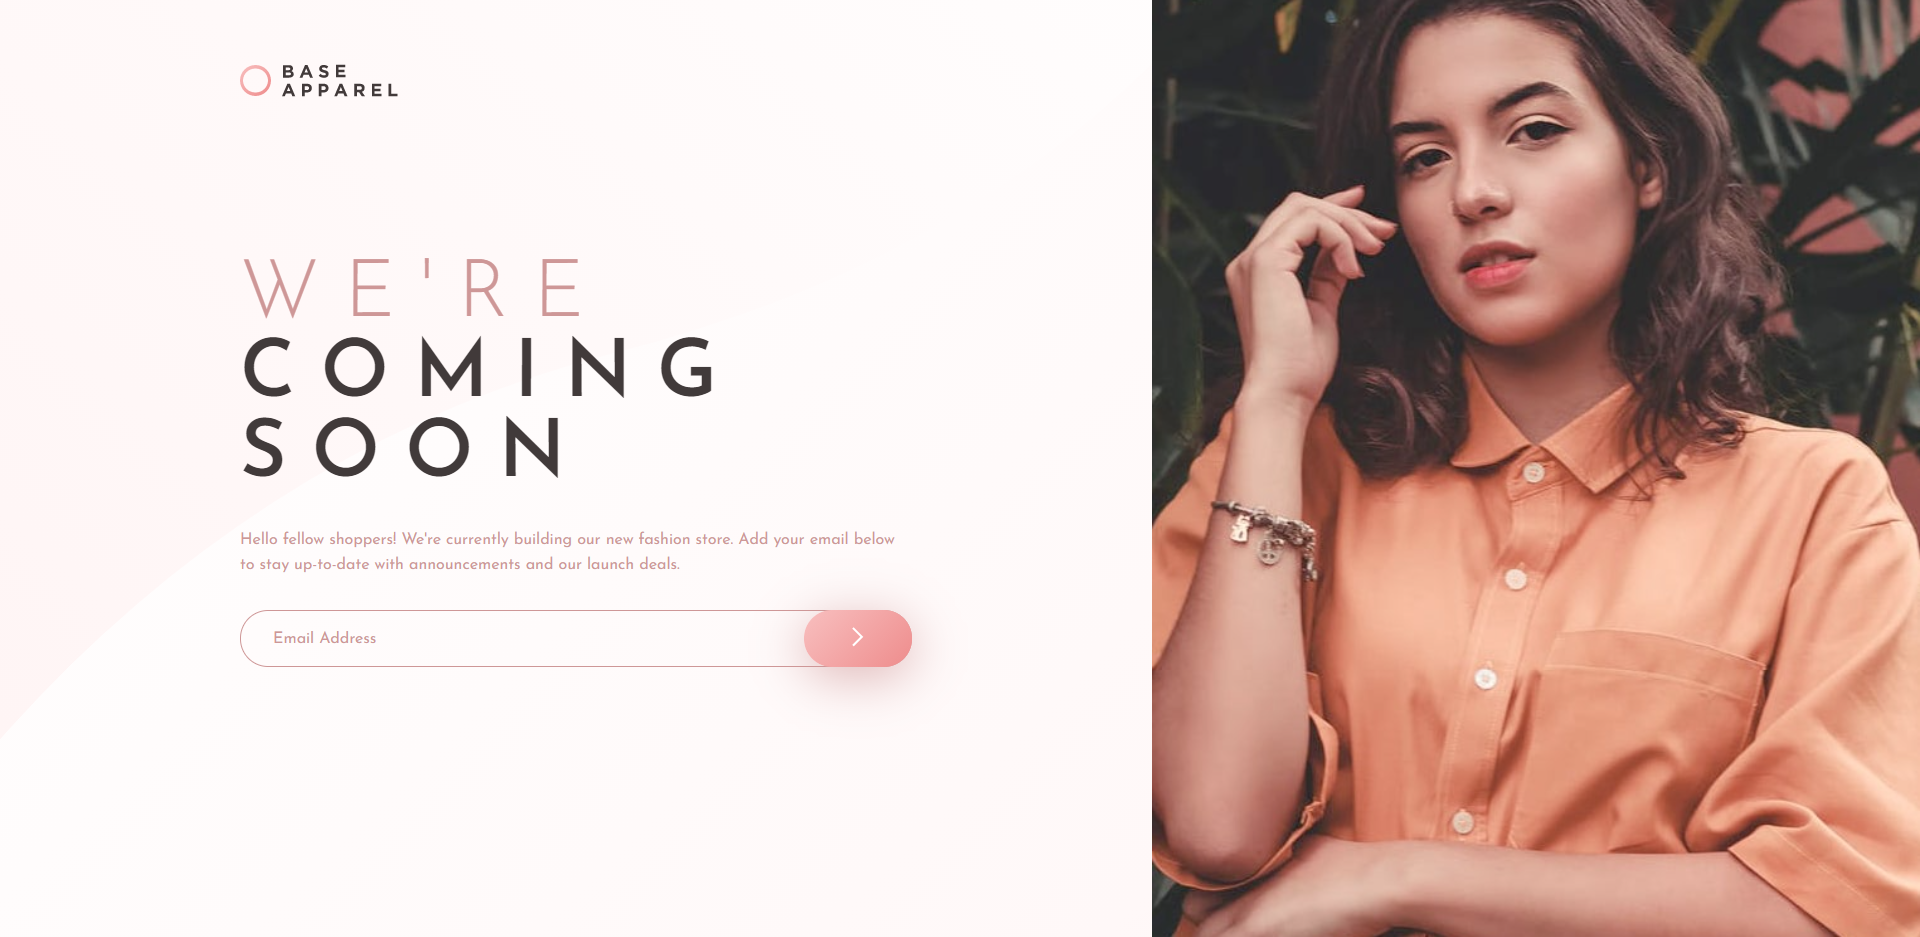 BASE
APPAREL
WE'RE
COMING
SOON
Hello fellow shoppers! We're currently building our new fashion store. Add your email below
to stay up-to-date with announcements and our launch deals.
Email Address